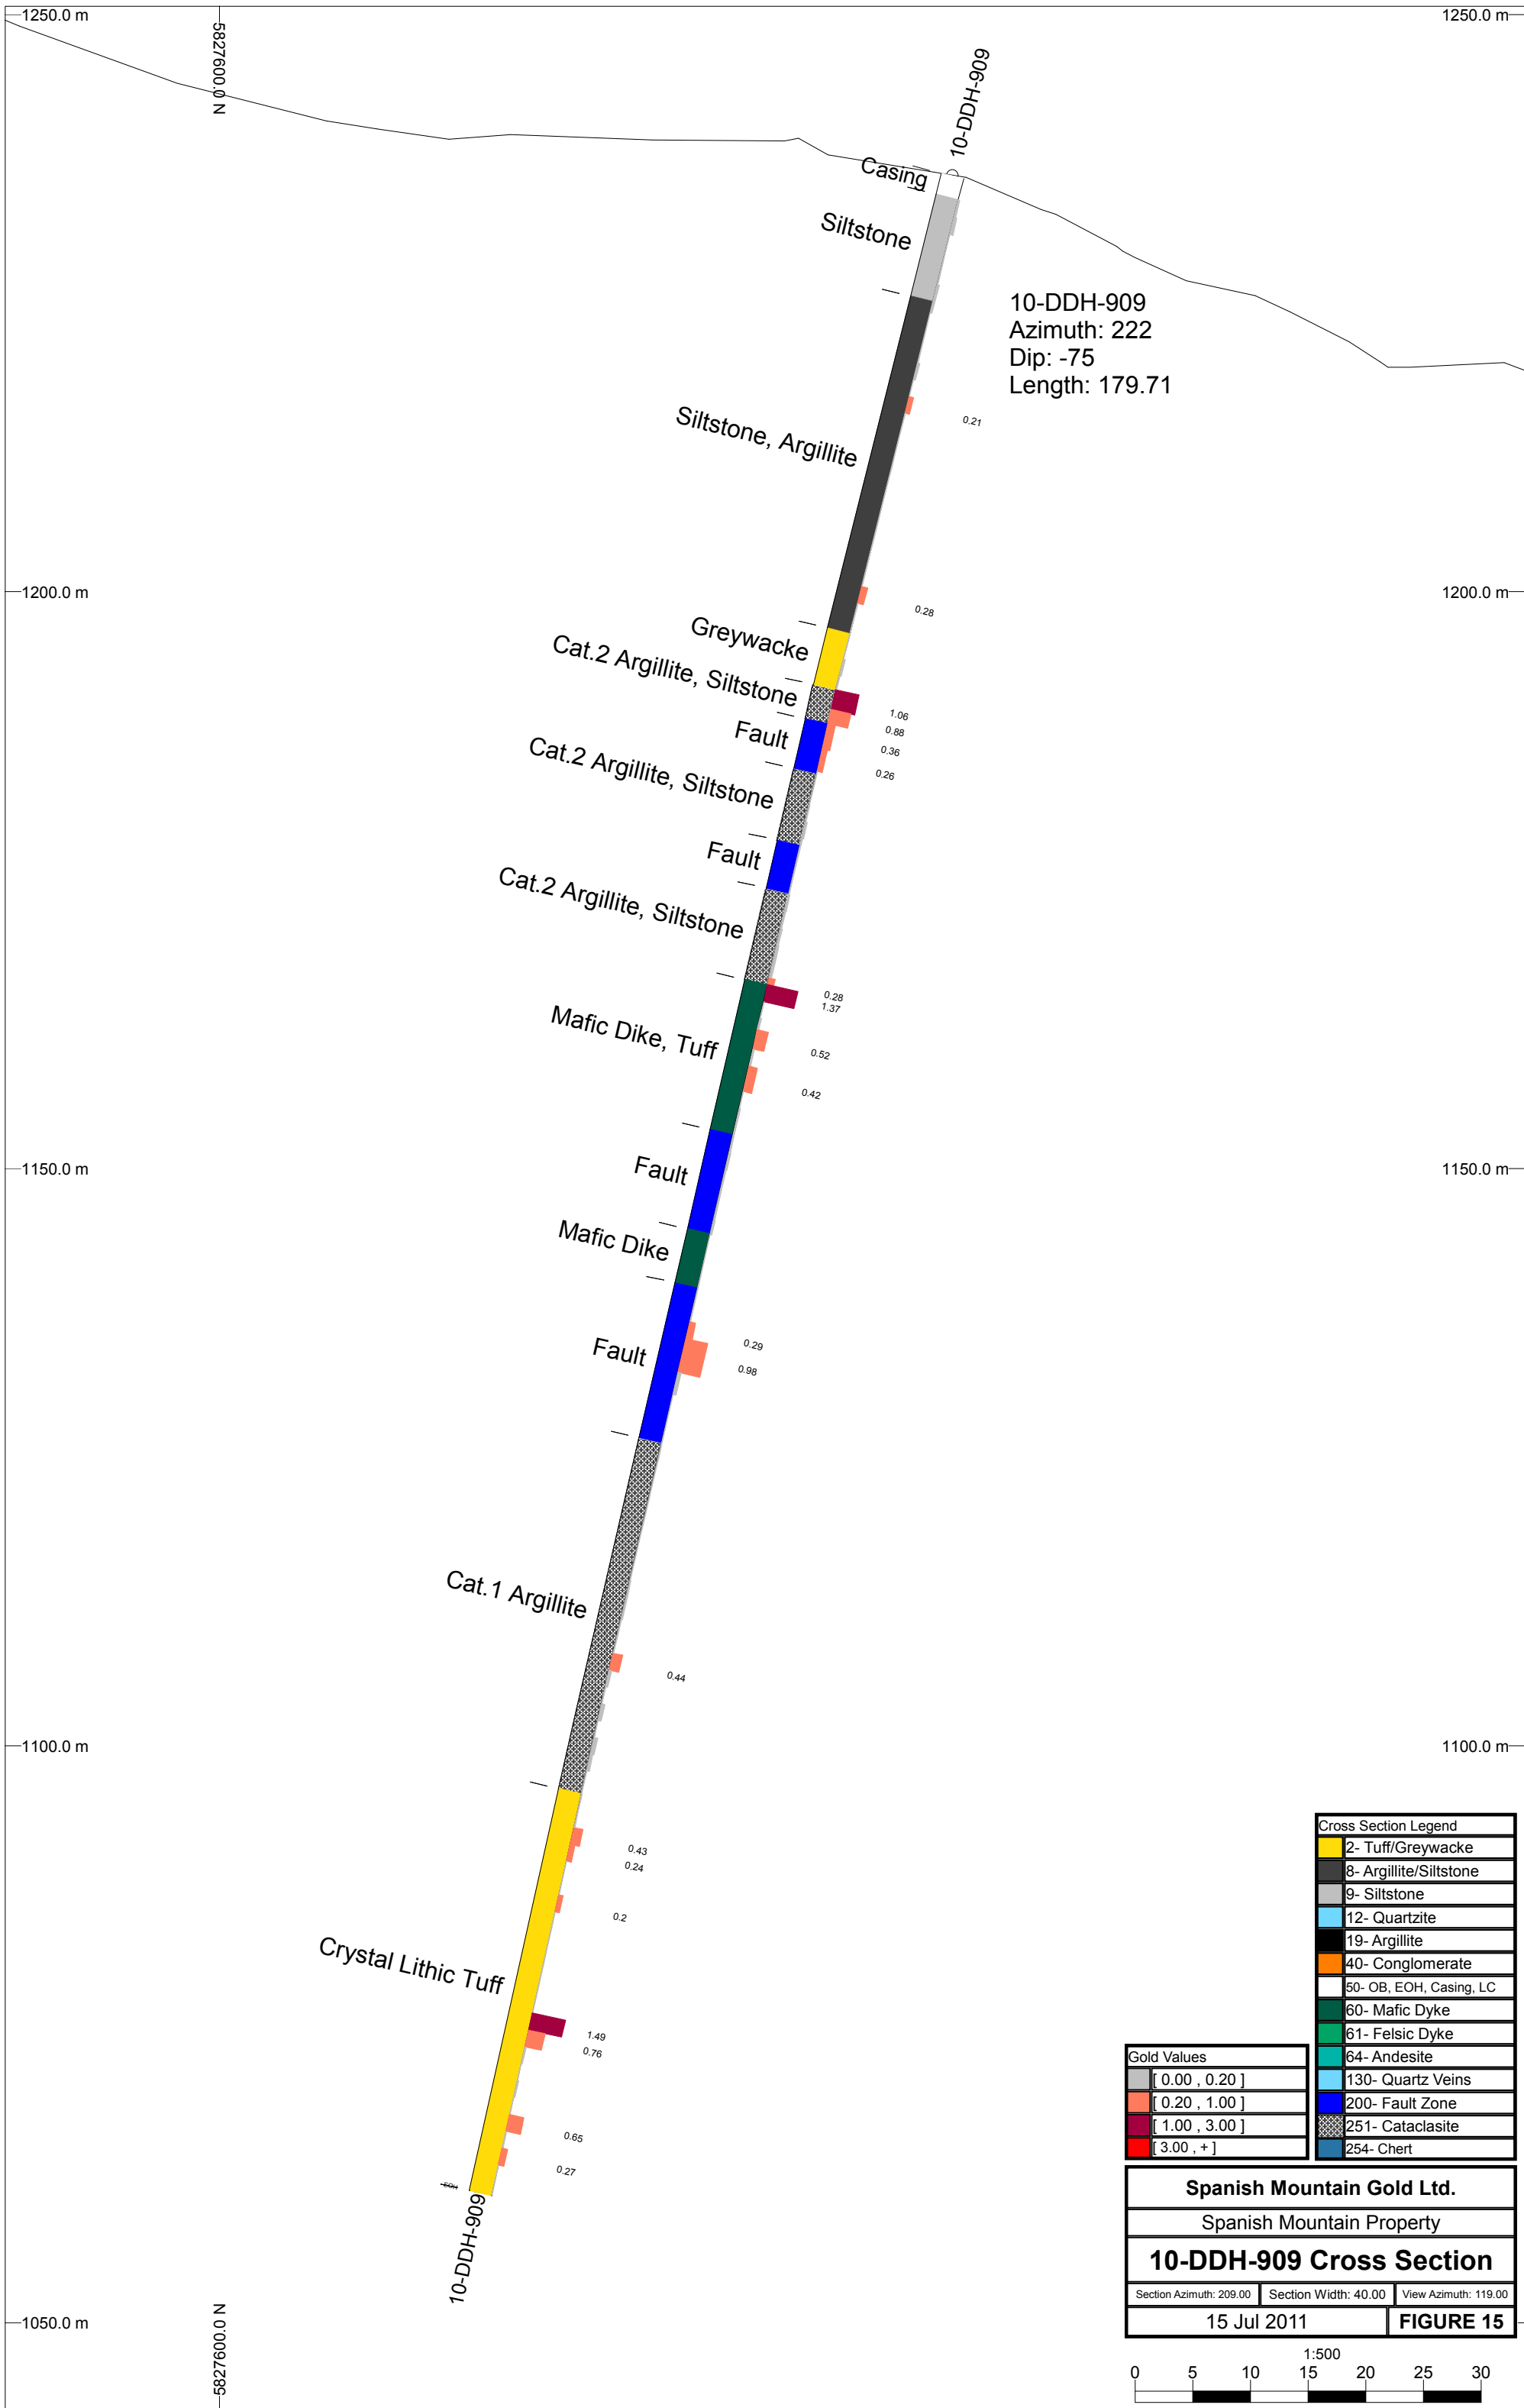 1250.0 m
1250.0 m
5827600.0 N
10-DDH-909
Casing
Siltstone
10-DDH-909
Azimuth: 222
Dip: -75
Length: 179.71
0.21
Siltstone, Argillite
1200.0 m
1200.0 m
0.28
Greywacke
Cat.2 Argillite, Siltstone
1.06
0.88
Fault
0.36
0.26
Cat.2 Argillite, Siltstone
Fault
Cat.2 Argillite, Siltstone
0.28
1.37
Mafic Dike, Tuff
0.52
0.42
1150.0 m
1150.0 m
Fault
Mafic Dike
Fault
0.29
0.98
Cat.1 Argillite
0.44
1100.0 m
1100.0 m
0.43
0.24
0.2
Crystal Lithic Tuff
1.49
0.76
0.65
0.27
EOH
10-DDH-909
1050.0 m
5827600.0 N
Cross Section Legend
2- Tuff/Greywacke
8- Argillite/Siltstone
9- Siltstone
12- Quartzite
19- Argillite
40- Conglomerate
50- OB, EOH, Casing, LC
60- Mafic Dyke
61- Felsic Dyke
64- Andesite
130- Quartz Veins
200- Fault Zone
251- Cataclasite
254- Chert
Gold Values
[ 0.00 , 0.20 ]
[ 0.20 , 1.00 ]
[ 1.00 , 3.00 ]
[ 3.00 , + ]
Spanish Mountain Gold Ltd.
Spanish Mountain Property
10-DDH-909 Cross Section
Section Azimuth: 209.00
Section Width: 40.00
View Azimuth: 119.00
15 Jul 2011
FIGURE 15
1:500
0 5 10 15 20 25 30